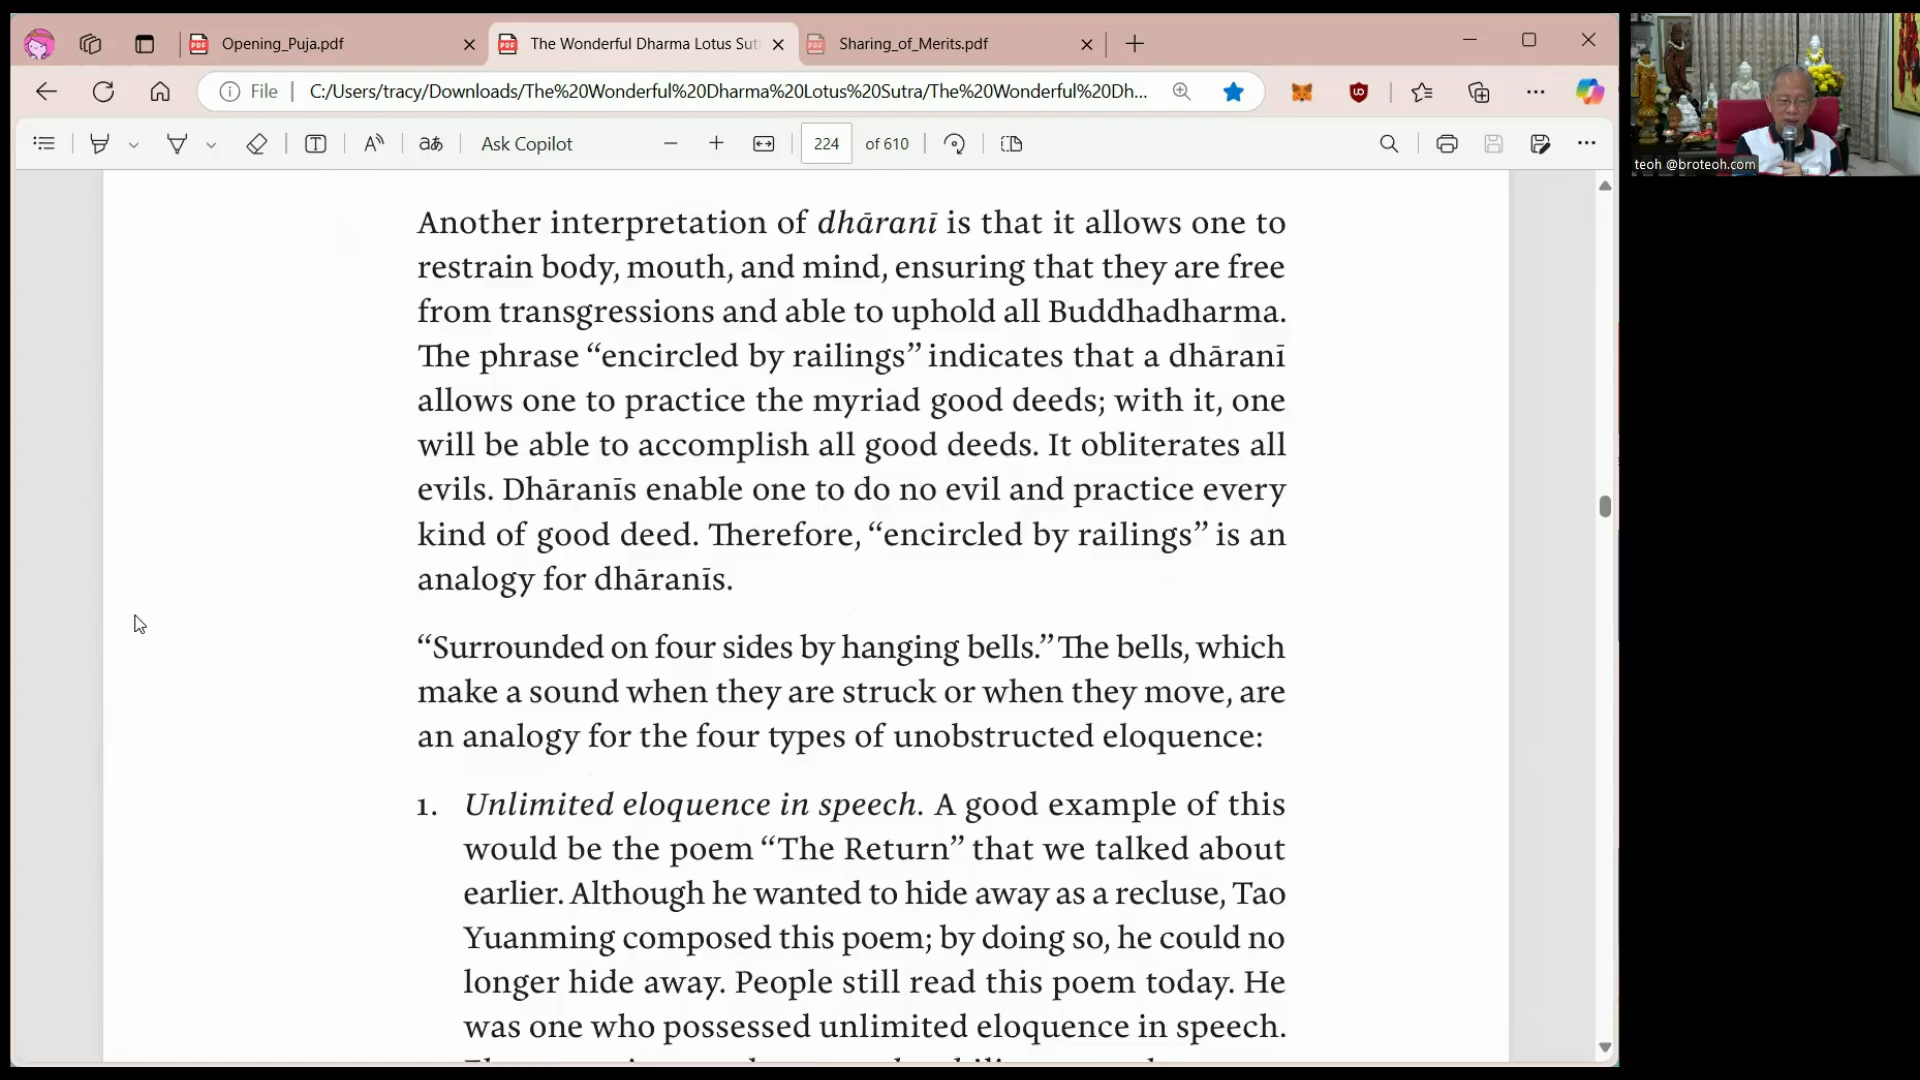 Opening_Puja.pdf
The Wonderful Dharma Lotus Sut
Sharing_of_Merits.pdf
File
C:/Users/tracy/Downloads/The%20Wonderful%20Dharma%20Lotus%20Sutra/The%20Wonderful%20Dh...
Ask Copilot
224 of 610
teoh @broteoh.com
Another interpretation of dhāranī is that it allows one to
restrain body, mouth, and mind, ensuring that they are free
from transgressions and able to uphold all Buddhadharma.
The phrase “encircled by railings” indicates that a dhāranī
allows one to practice the myriad good deeds; with it, one
will be able to accomplish all good deeds. It obliterates all
evils. Dhāranīs enable one to do no evil and practice every
kind of good deed. Therefore, “encircled by railings” is an
analogy for dhāranīs.
“Surrounded on four sides by hanging bells.” The bells, which
make a sound when they are struck or when they move, are
an analogy for the four types of unobstructed eloquence:
1. Unlimited eloquence in speech. A good example of this
would be the poem “The Return” that we talked about
earlier. Although he wanted to hide away as a recluse, Tao
Yuanming composed this poem; by doing so, he could no
longer hide away. People still read this poem today. He
was one who possessed unlimited eloquence in speech.